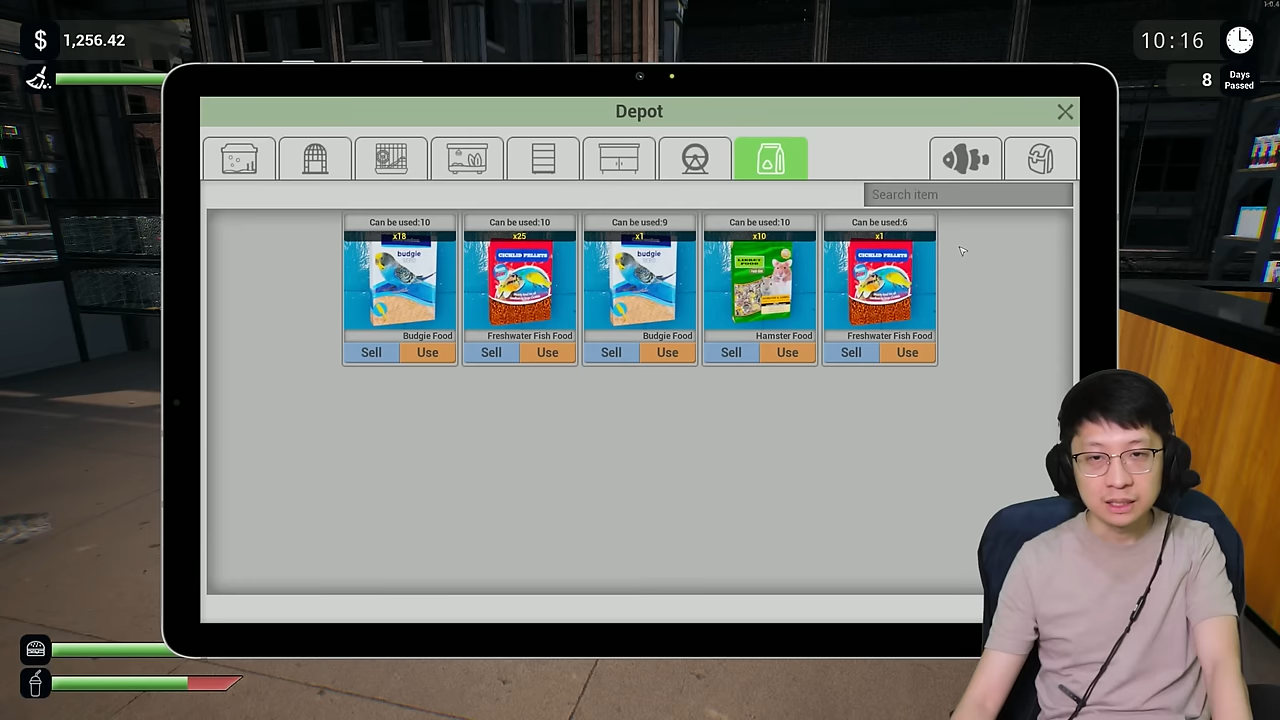 $ 1,256.42
10:16
8 Days Passed
Depot
Search item
Can be used:10
x18
budgie
Budgie Food
Sell Use
Can be used:10
x25
CICKLID PELLETS
Freshwater Fish Food
Sell Use
Can be used:9
x1
budgie
Budgie Food
Sell Use
Can be used:10
x10
FOOD
Hamster Food
Sell Use
Can be used:6
x1
CICKLID PELLETS
Freshwater Fish Food
Sell Use